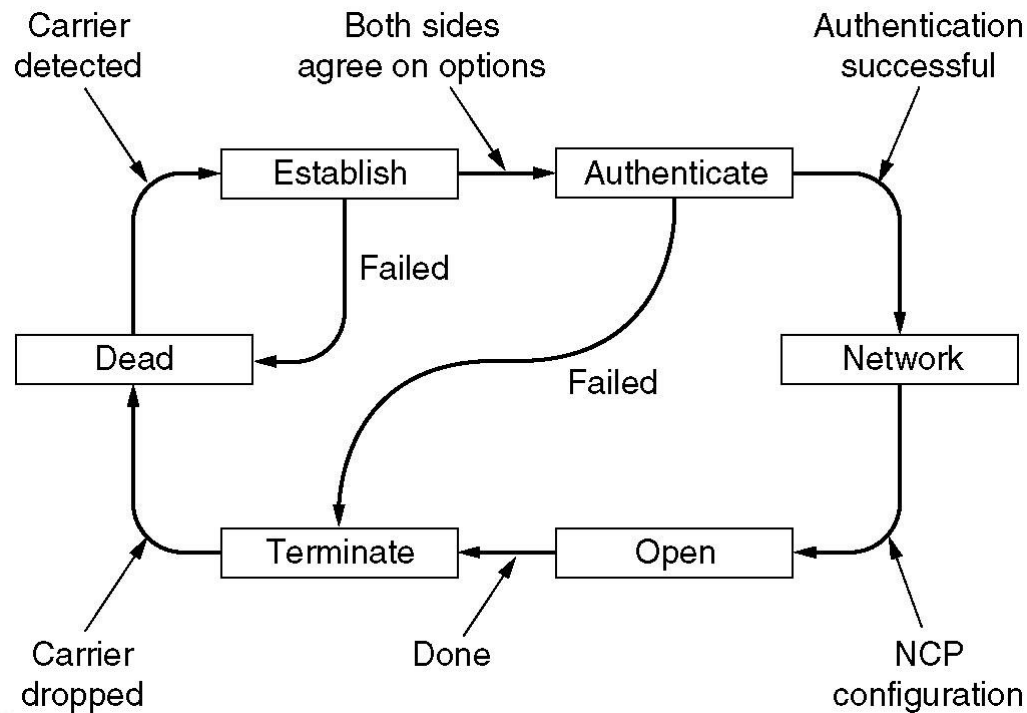 Carrier
detected
Both sides
agree on options
Authentication
successful
Establish
Authenticate
Failed
Dead
Network
Failed
Terminate
Open
Carrier
dropped
Done
NCP
configuration